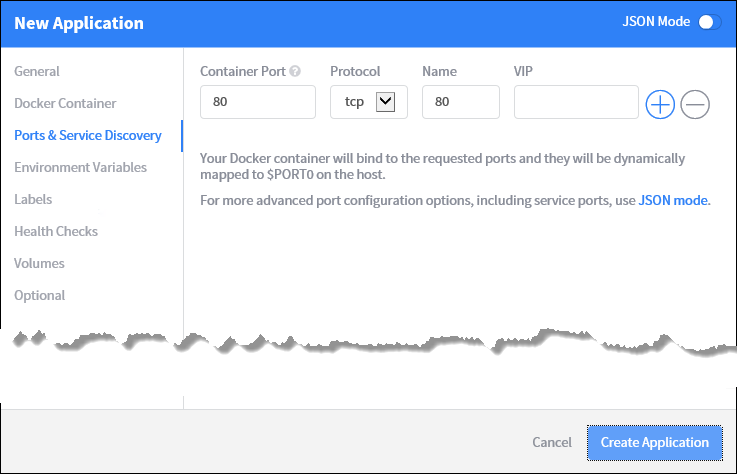 New Application
JSON Mode
General
Docker Container
Ports & Service Discovery
Environment Variables
Labels
Health Checks
Volumes
Optional
Container Port ?
Protocol
Name
VIP
80
tcp
80
Your Docker container will bind to the requested ports and they will be dynamically
mapped to $PORT0 on the host.
For more advanced port configuration options, including service ports, use JSON mode.
Cancel
Create Application